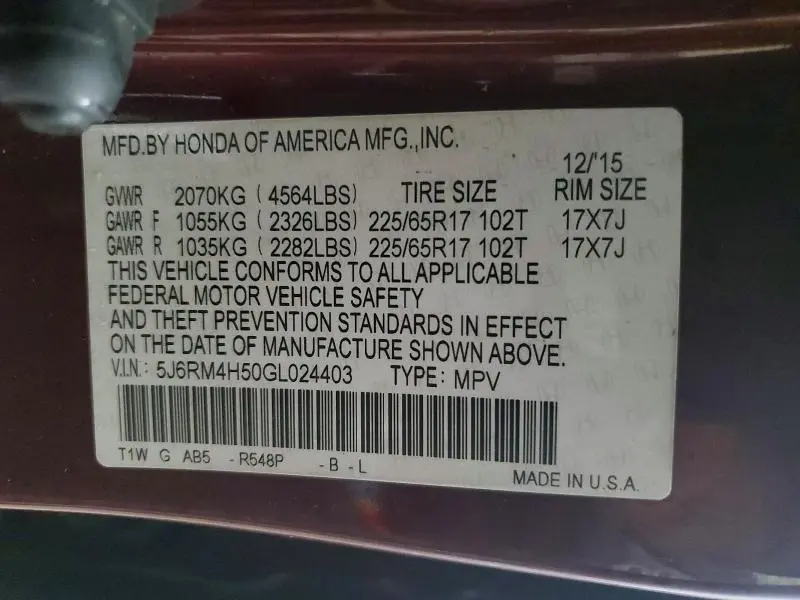 MFD.BY HONDA OF AMERICA MFG.,INC.
12/'15
GVWR 2070KG ( 4564LBS) TIRE SIZE RIM SIZE
GAWR F 1055KG ( 2326LBS) 225/65R17 102T 17X7J
GAWR R 1035KG ( 2282LBS) 225/65R17 102T 17X7J
THIS VEHICLE CONFORMS TO ALL APPLICABLE
FEDERAL MOTOR VEHICLE SAFETY
AND THEFT PREVENTION STANDARDS IN EFFECT
ON THE DATE OF MANUFACTURE SHOWN ABOVE.
V.I.N.: 5J6RM4H50GL024403 TYPE: MPV
T1W G AB5 -R548P -B-L
MADE IN U.S.A.